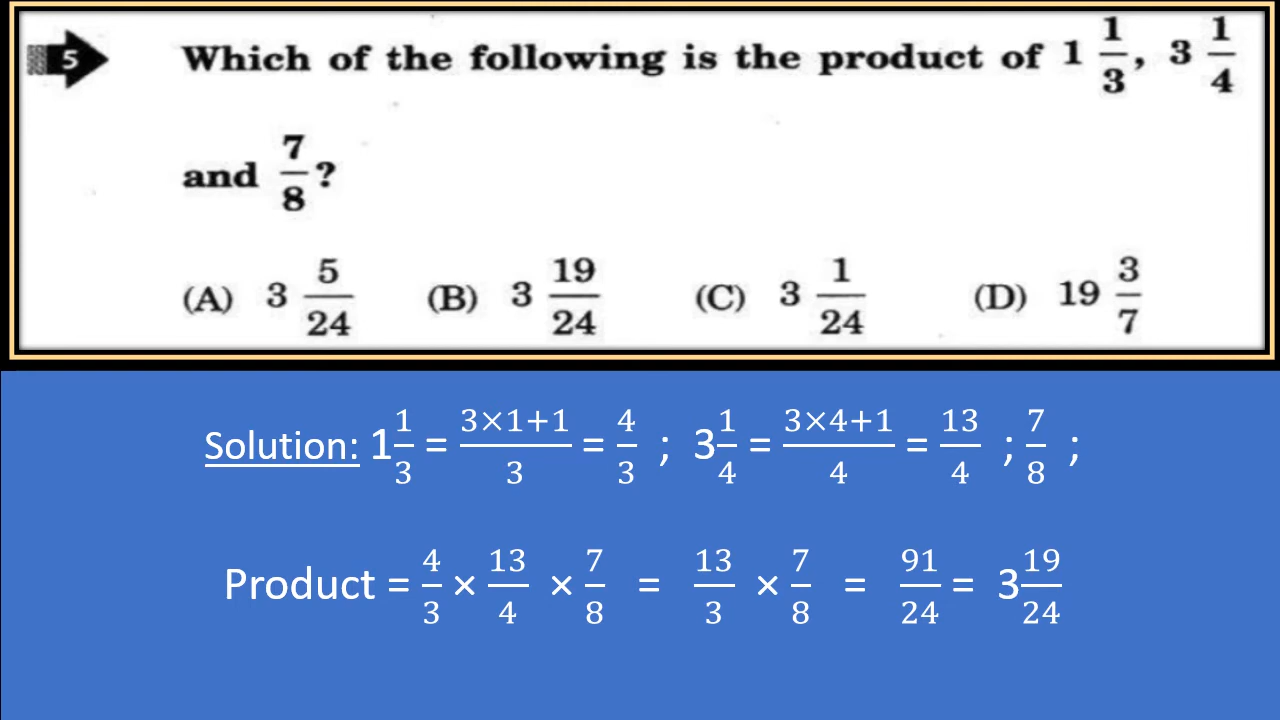 5 Which of the following is the product of 1 1/3, 3 1/4
and 7/8?
(A) 3 5/24 (B) 3 19/24 (C) 3 1/24 (D) 19 3/7
Solution: 1 1/3 = 3×1+1/3 = 4/3 ; 3 1/4 = 3×4+1/4 = 13/4 ; 7/8 ;
Product = 4/3 × 13/4 × 7/8 = 13/3 × 7/8 = 91/24 = 3 19/24